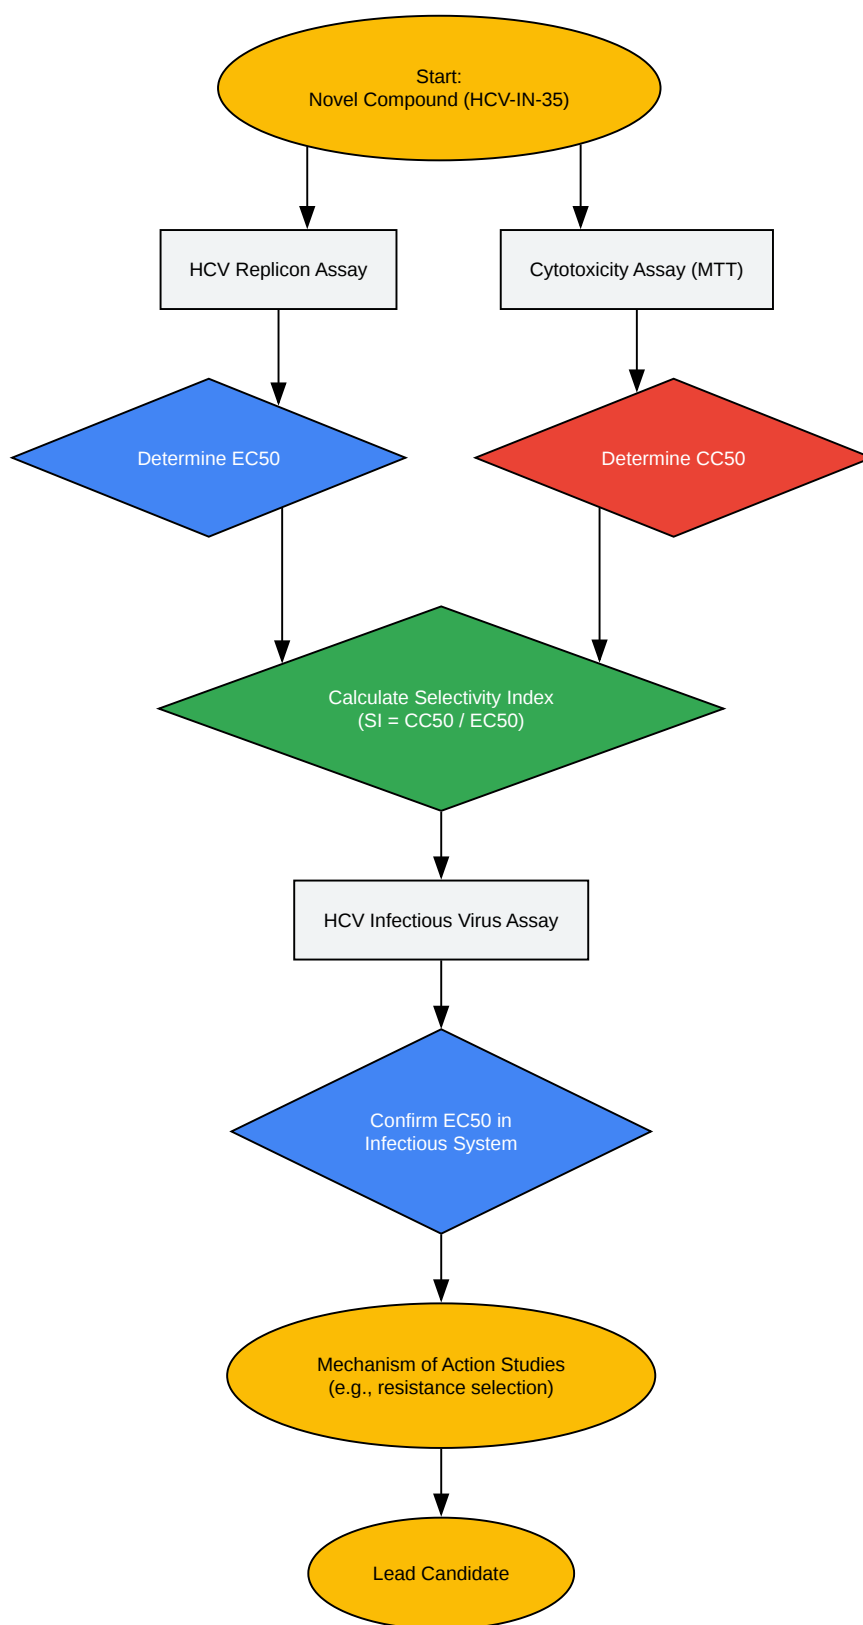 Start:
Novel Compound (HCV-IN-35)
HCV Replicon Assay
Cytotoxicity Assay (MTT)
Determine EC50
Determine CC50
Calculate Selectivity Index
(SI = CC50 / EC50)
HCV Infectious Virus Assay
Confirm EC50 in
Infectious System
Mechanism of Action Studies
(e.g., resistance selection)
Lead Candidate